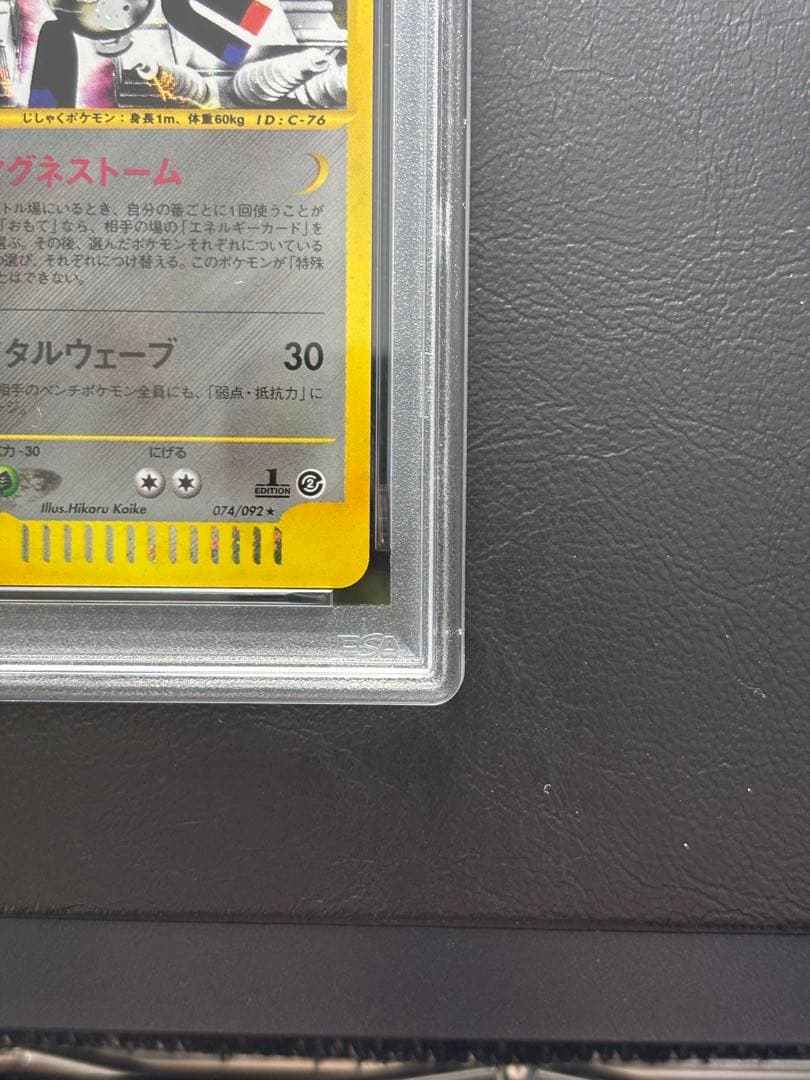 じしゃくポケモン：身長1m、体重60kg ID:C-76
グネストーム
トル場にいるとき、自分の番ごとに1回使うことが
「おもて」なら、相手の場の「エネルギーカード」を
選ぶ。その後、選んだポケモンそれぞれについている
選び、それぞれにつけ替える。このポケモンが「特殊
とはできない。
タルウェーブ 30
相手のベンチポケモン全員にも、「弱点・抵抗力」に
ージ。
力 -30 にげる
1 EDITION 2
Illus.Hikaru Koike 074/092★
PSA